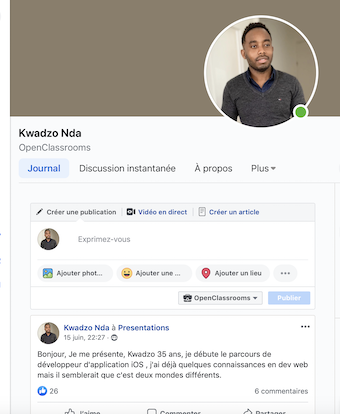 Kwadzo Nda
OpenClassrooms
Journal Discussion instantanée À propos Plus
Créer une publication Vidéo en direct Créer un article
Exprimez-vous
Ajouter phot... Ajouter une ... Ajouter un lieu
OpenClassrooms Publier
Kwadzo Nda à Presentations
15 juin, 22:27 ·
Bonjour, Je me présente, Kwadzo 35 ans, je débute le parcours de
développeur d'application iOS , j'ai déjà quelques connaissances en dev web
mais il semblerait que c'est deux mondes différents.
26 6 commentaires
J'aime Commenter Partager